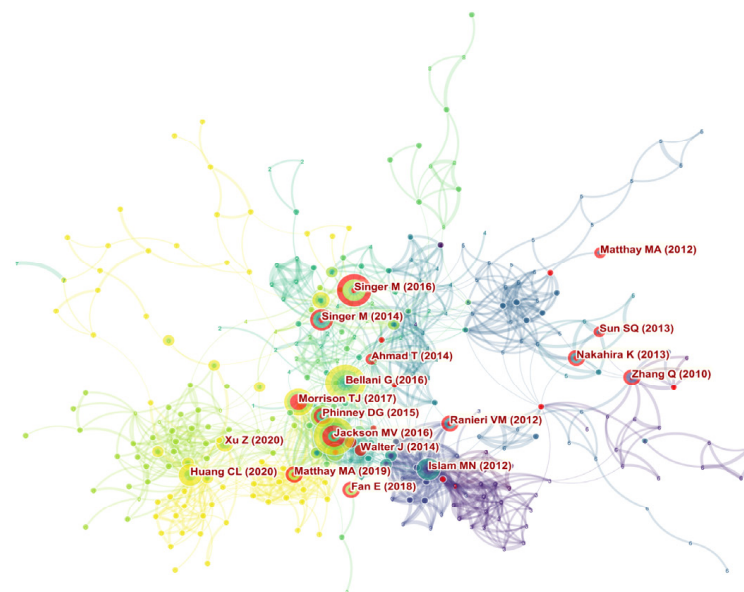 Matthay MA (2012)
Singer M (2016)
Singer M (2014)
Sun SQ (2013)
Ahmad T (2014)
Nakahira K (2013)
Zhang Q (2010)
Bellani G (2016)
Morrison TJ (2017)
Phinney DG (2015)
Ranieri VM (2012)
Jackson MV (2016)
Xu Z (2020)
Walter J (2014)
Islam MN (2012)
Huang CL (2020)
Matthay MA (2019)
Fan E (2018)